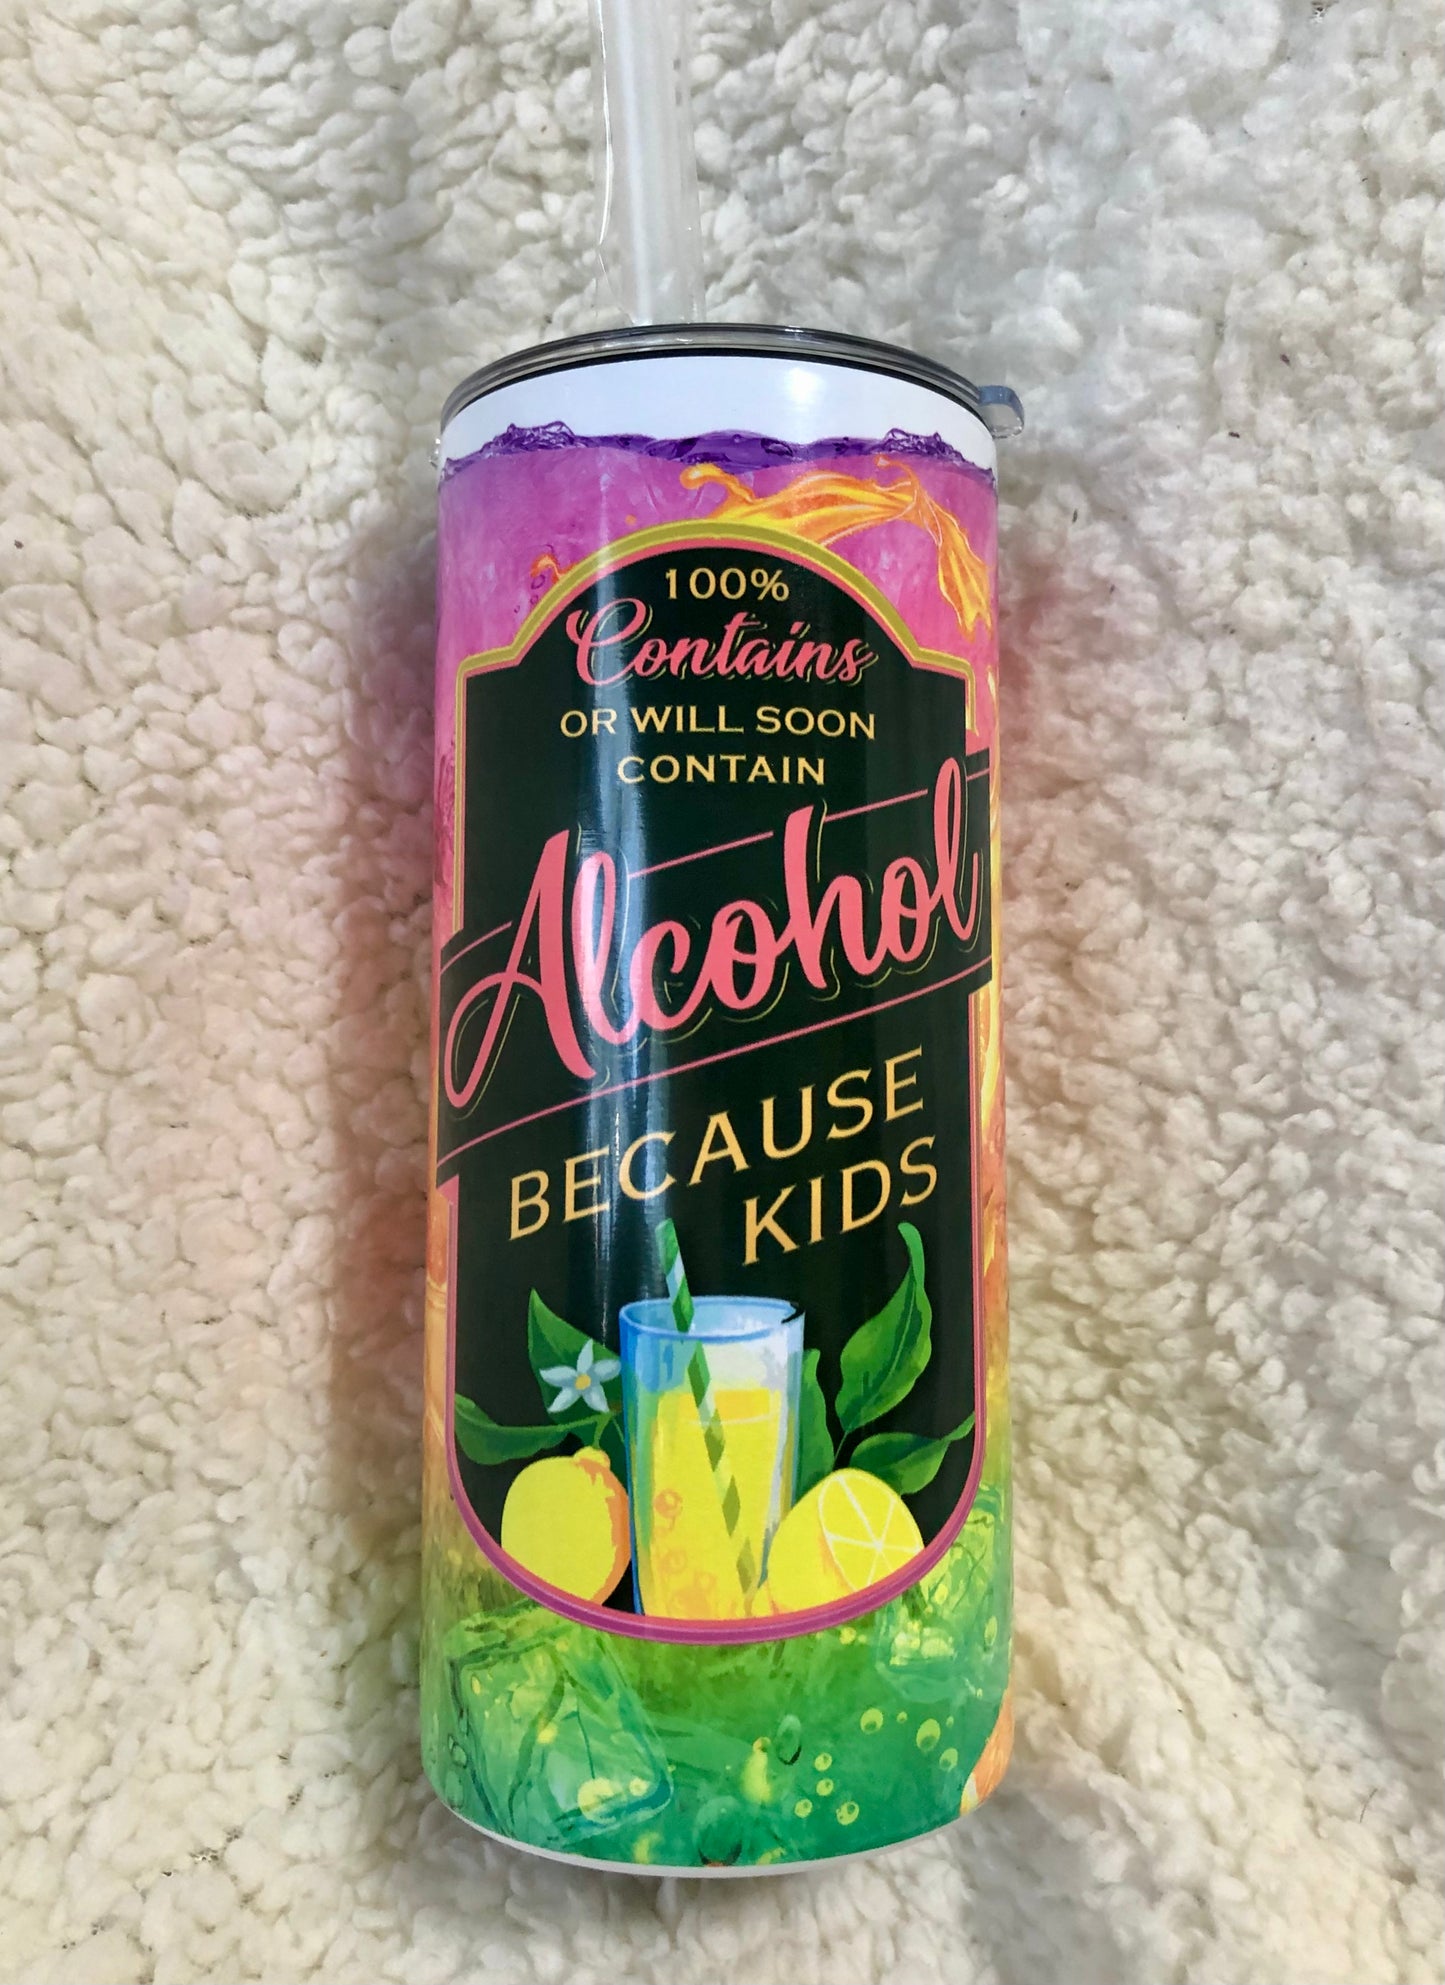 100%
Contains
OR WILL SOON
CONTAIN
Alcohol
BECAUSE
KIDS